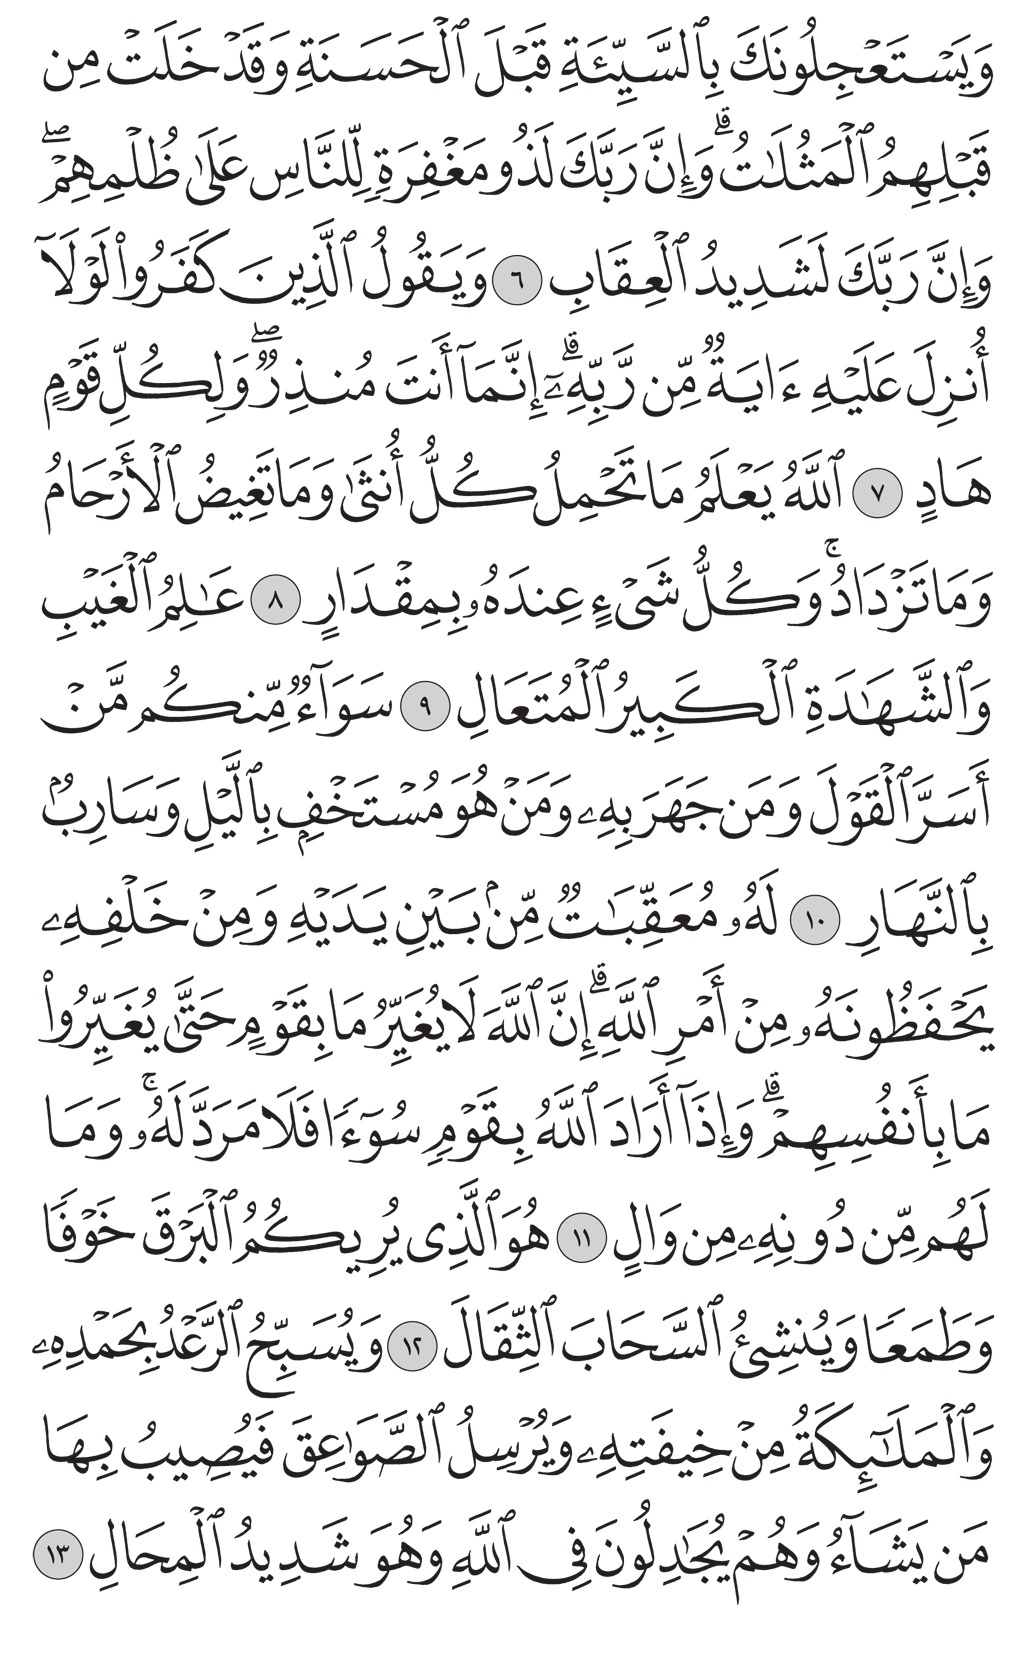 وَيَسْتَعْجِلُونَكَ بِٱلسَّيِّئَةِ قَبْلَ ٱلْحَسَنَةِ وَقَدْ خَلَتْ مِن
قَبْلِهِمُ ٱلْمَثُلَٰتُ ۗ وَإِنَّ رَبَّكَ لَذُو مَغْفِرَةٍ لِّلنَّاسِ عَلَىٰ ظُلْمِهِمْ ۖ
وَإِنَّ رَبَّكَ لَشَدِيدُ ٱلْعِقَابِ ٦ وَيَقُولُ ٱلَّذِينَ كَفَرُوا۟ لَوْلَآ
أُنزِلَ عَلَيْهِ ءَايَةٌ مِّن رَّبِّهِۦٓ ۗ إِنَّمَآ أَنتَ مُنذِرٌ ۖ وَلِكُلِّ قَوْمٍ
هَادٍ ٧ ٱللَّهُ يَعْلَمُ مَا تَحْمِلُ كُلُّ أُنثَىٰ وَمَا تَغِيضُ ٱلْأَرْحَامُ
وَمَا تَزْدَادُ ۚ وَكُلُّ شَىْءٍ عِندَهُۥ بِمِقْدَارٍ ٨ عَٰلِمُ ٱلْغَيْبِ
وَٱلشَّهَٰدَةِ ٱلْكَبِيرُ ٱلْمُتَعَالِ ٩ سَوَآءٌ مِّنكُم مَّنْ
أَسَرَّ ٱلْقَوْلَ وَمَن جَهَرَ بِهِۦ وَمَنْ هُوَ مُسْتَخْفٍۭ بِٱلَّيْلِ وَسَارِبٌۢ
بِٱلنَّهَارِ ١٠ لَهُۥ مُعَقِّبَٰتٌ مِّنۢ بَيْنِ يَدَيْهِ وَمِنْ خَلْفِهِۦ
يَحْفَظُونَهُۥ مِنْ أَمْرِ ٱللَّهِ ۗ إِنَّ ٱللَّهَ لَا يُغَيِّرُ مَا بِقَوْمٍ حَتَّىٰ يُغَيِّرُوا۟
مَا بِأَنفُسِهِمْ ۗ وَإِذَآ أَرَادَ ٱللَّهُ بِقَوْمٍ سُوٓءًا فَلَا مَرَدَّ لَهُۥ ۚ وَمَا
لَهُم مِّن دُونِهِۦ مِن وَالٍ ١١ هُوَ ٱلَّذِى يُرِيكُمُ ٱلْبَرْقَ خَوْفًا
وَطَمَعًا وَيُنشِئُ ٱلسَّحَابَ ٱلثِّقَالَ ١٢ وَيُسَبِّحُ ٱلرَّعْدُ بِحَمْدِهِۦ
وَٱلْمَلَٰٓئِكَةُ مِنْ خِيفَتِهِۦ وَيُرْسِلُ ٱلصَّوَٰعِقَ فَيُصِيبُ بِهَا
مَن يَشَآءُ وَهُمْ يُجَٰدِلُونَ فِى ٱللَّهِ وَهُوَ شَدِيدُ ٱلْمِحَالِ ١٣